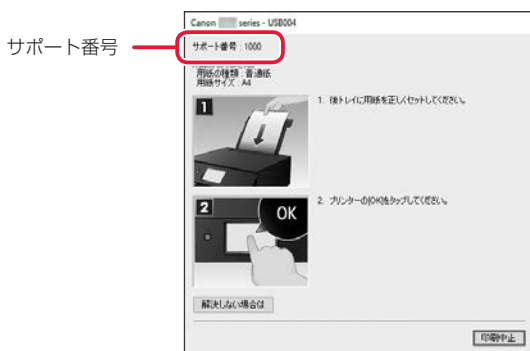 Canon series - USB004
サポート番号
サポート番号 : 1000
用紙の種類 : 普通紙
用紙サイズ : A4
1
1. 後トレイに用紙を正しくセットしてください。
2
OK
2. プリンターの[OK]をタップしてください。
解決しない場合は
印刷中止